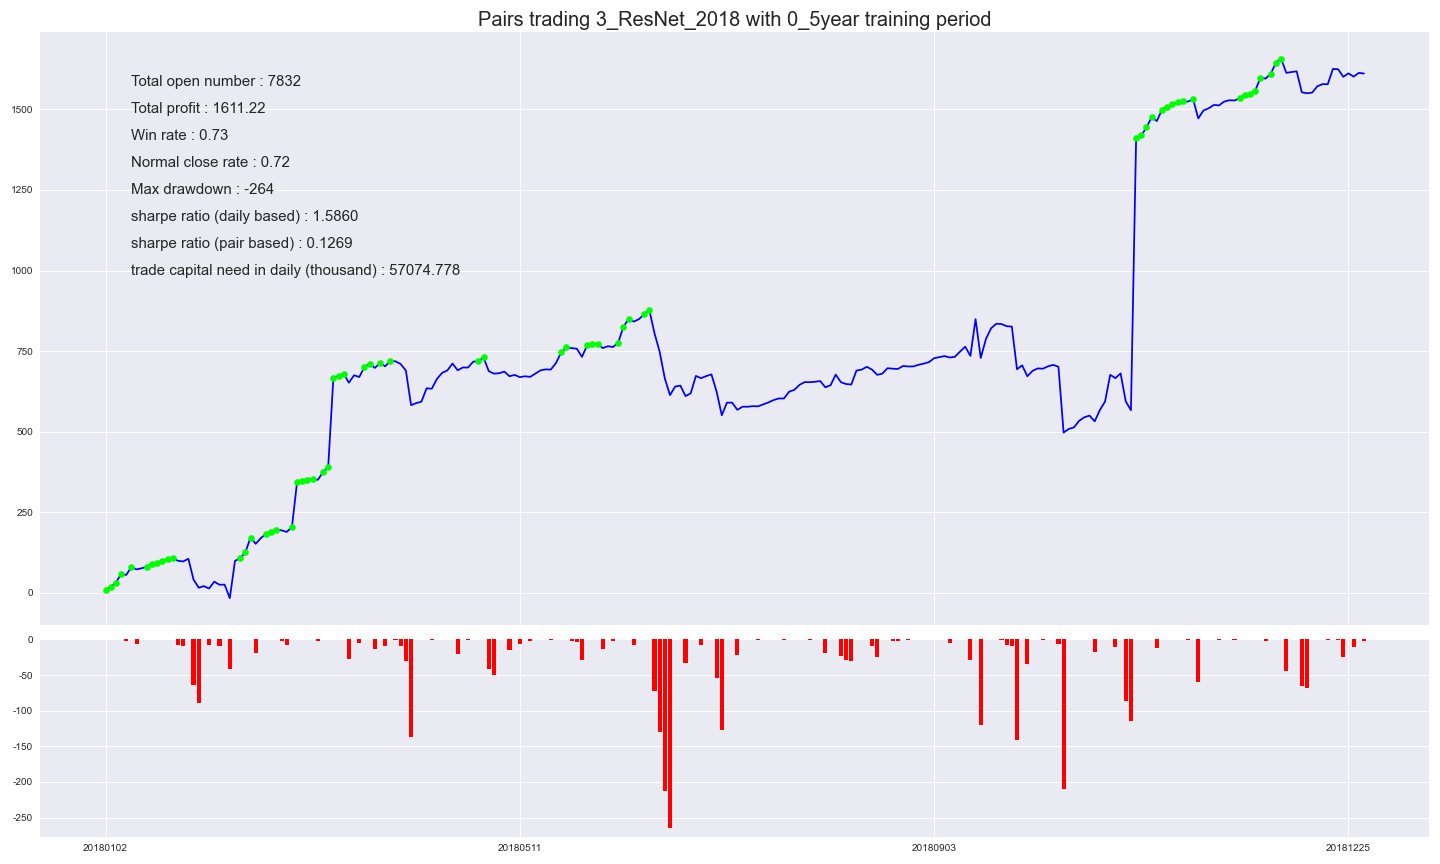 Pairs trading 3_ResNet_2018 with 0_5year training period
Total open number : 7832
Total profit : 1611.22
Win rate : 0.73
Normal close rate : 0.72
Max drawdown : -264
sharpe ratio (daily based) : 1.5860
sharpe ratio (pair based) : 0.1269
trade capital need in daily (thousand) : 57074.778
1500
1250
1000
750
500
250
0
0
-50
-100
-150
-200
-250
20180102 20180511 20180903 20181225